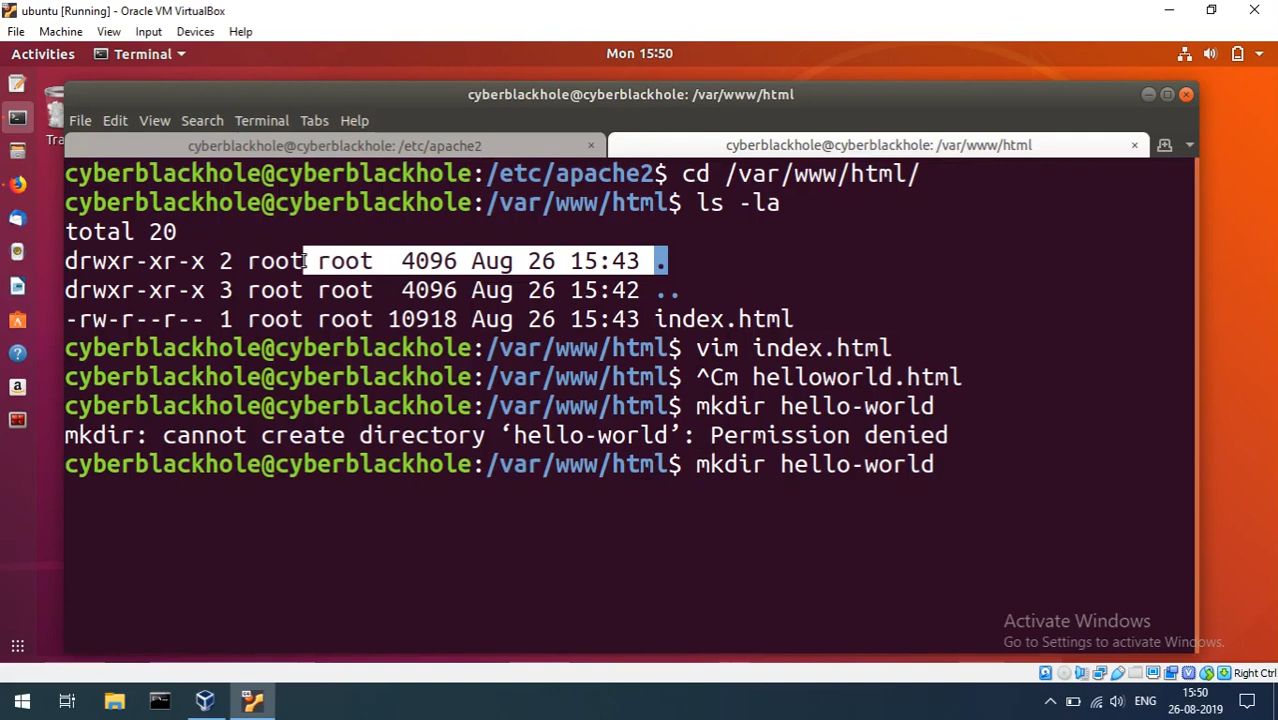 ubuntu [Running] - Oracle VM VirtualBox
File Machine View Input Devices Help
Activities Terminal Mon 15:50
Tra
cyberblackhole@cyberblackhole: /var/www/html
File Edit View Search Terminal Tabs Help
cyberblackhole@cyberblackhole: /etc/apache2 × cyberblackhole@cyberblackhole: /var/www/html ×
cyberblackhole@cyberblackhole:/etc/apache2$ cd /var/www/html/
cyberblackhole@cyberblackhole:/var/www/html$ ls -la
total 20
drwxr-xr-x 2 root root  4096 Aug 26 15:43 .
drwxr-xr-x 3 root root  4096 Aug 26 15:42 ..
-rw-r--r-- 1 root root 10918 Aug 26 15:43 index.html
cyberblackhole@cyberblackhole:/var/www/html$ vim index.html
cyberblackhole@cyberblackhole:/var/www/html$ ^Cm helloworld.html
cyberblackhole@cyberblackhole:/var/www/html$ mkdir hello-world
mkdir: cannot create directory ‘hello-world’: Permission denied
cyberblackhole@cyberblackhole:/var/www/html$ mkdir hello-world
Activate Windows
Go to Settings to activate Windows.
Right Ctrl
ENG 15:50
26-08-2019